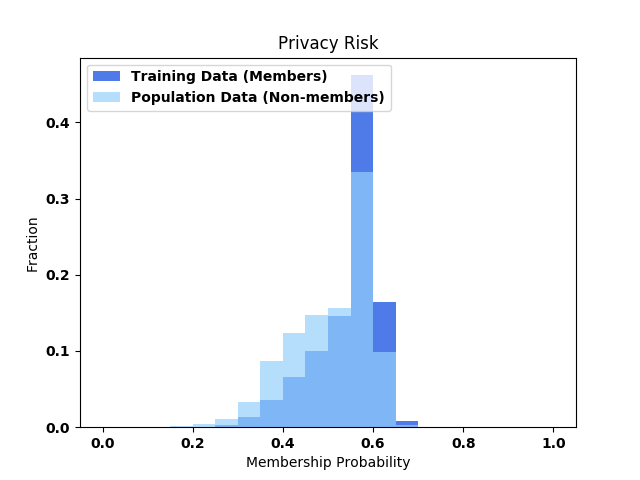 Privacy Risk
Training Data (Members)
Population Data (Non-members)
0.4
0.3
0.2
0.1
0.0
Fraction
0.0 0.2 0.4 0.6 0.8 1.0
Membership Probability